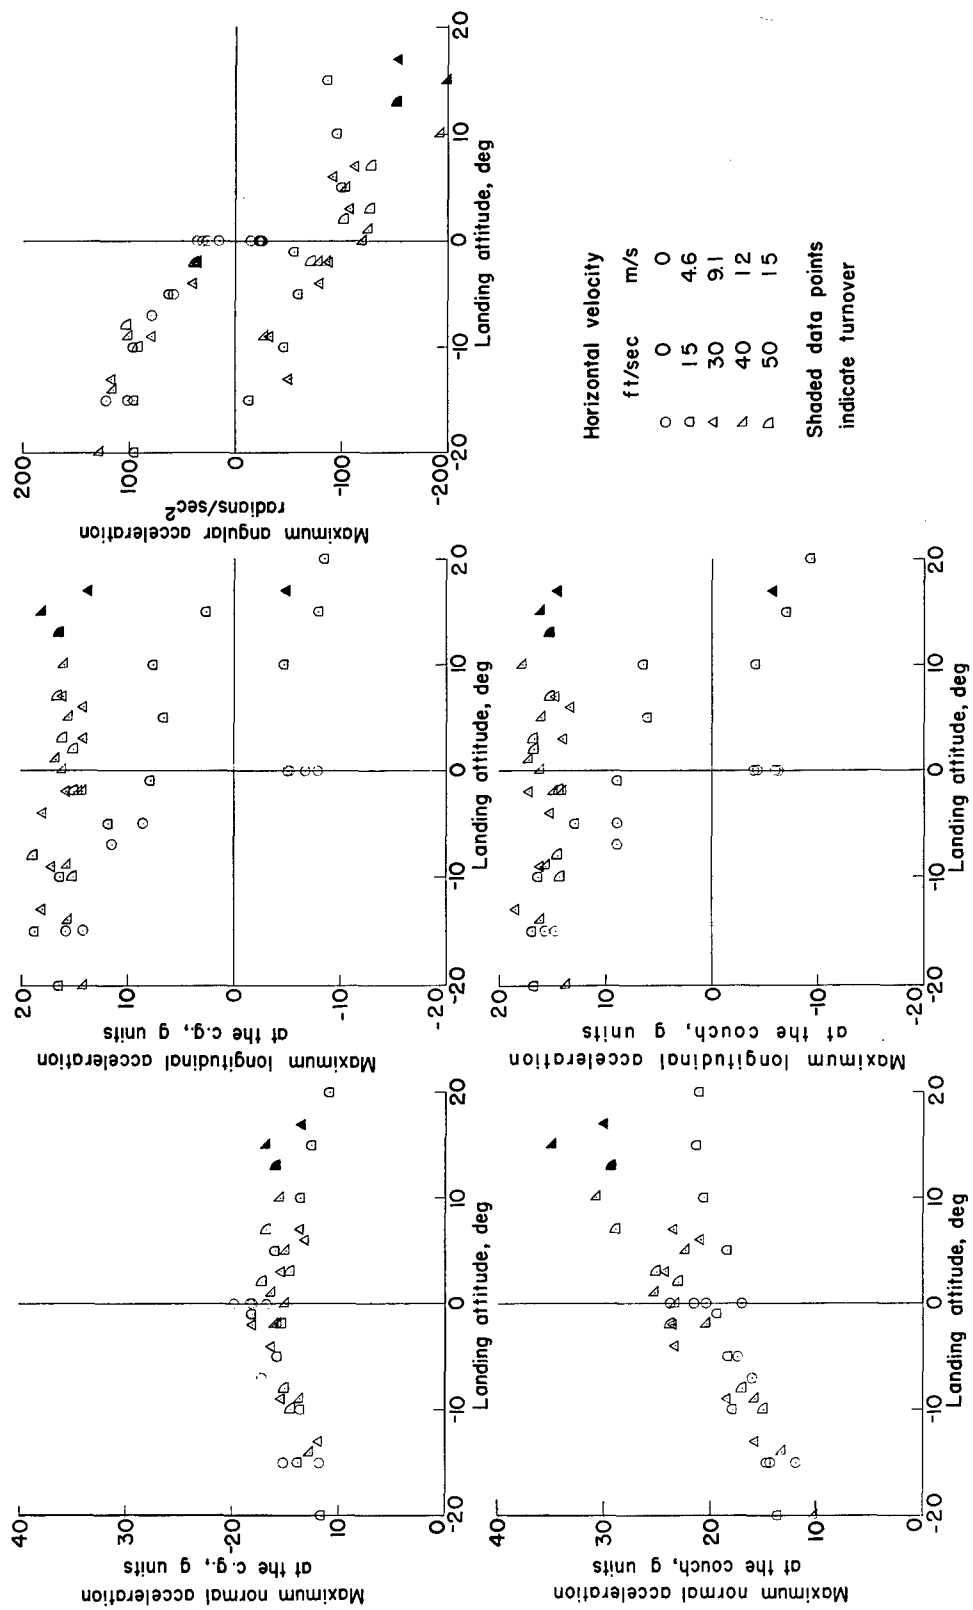 40
30
20
10
0
-20
-10
0
10
20
Maximum normal acceleration
at the c.g., g units
Landing attitude, deg
20
10
0
-10
-20
-20
-10
0
10
20
Maximum longitudinal acceleration
at the c.g., g units
Landing attitude, deg
200
100
0
-100
-200
-20
-10
0
10
20
Maximum angular acceleration
radians/sec²
Landing attitude, deg
40
30
20
10
0
-20
-10
0
10
20
Maximum normal acceleration
at the couch, g units
Landing attitude, deg
20
10
0
-10
-20
-20
-10
0
10
20
Maximum longitudinal acceleration
at the couch, g units
Landing attitude, deg
Horizontal velocity
ft/sec m/s
0 0
15 4.6
30 9.1
40 12
50 15
Shaded data points
indicate turnover